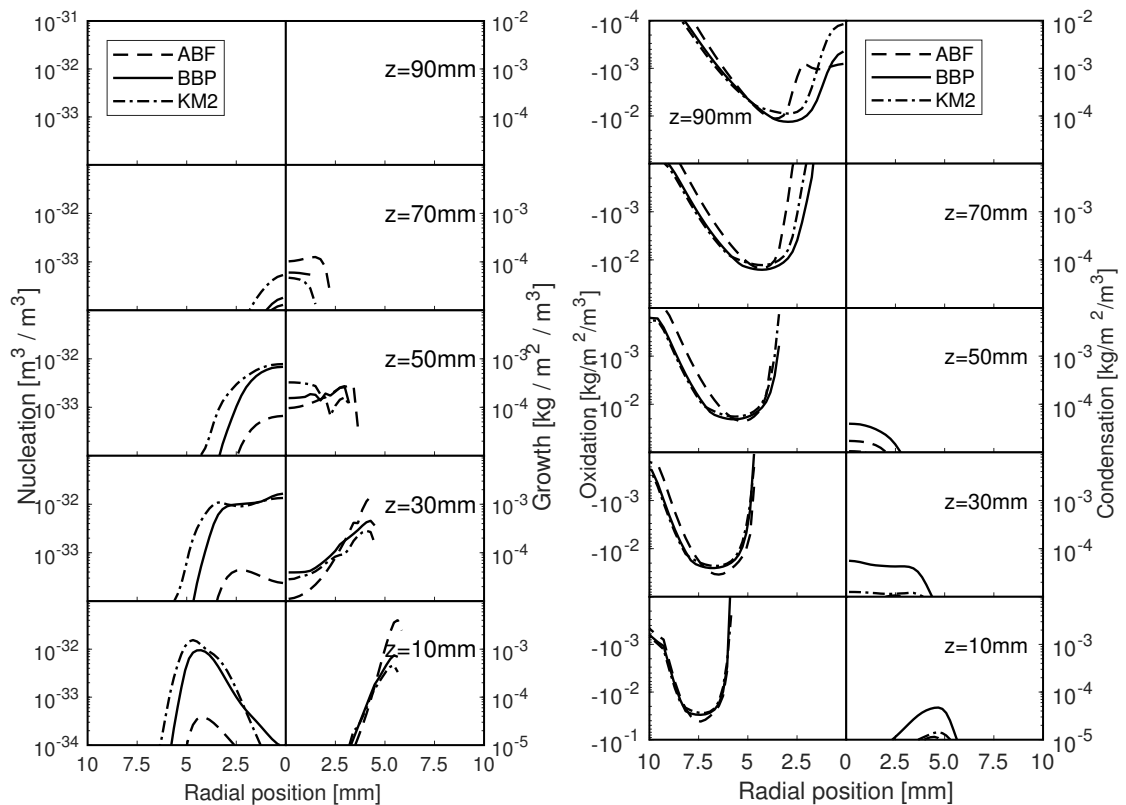 10^-31
10^-2
ABF
BBP
KM2
z=90mm
10^-32
10^-3
10^-33
10^-4
z=70mm
10^-32
10^-3
10^-33
10^-4
z=50mm
10^-32
10^-3
10^-33
10^-4
z=30mm
10^-32
10^-3
10^-33
10^-4
z=10mm
10^-32
10^-3
10^-33
10^-4
10^-34
10^-5
10 7.5 5.0 2.5 0 2.5 5.0 7.5 10
Radial position [mm]
Nucleation [m^3 / m^3]
Growth [kg / m^2 / m^3]
-10^-4
10^-2
ABF
BBP
KM2
-10^-3
10^-3
-10^-2
10^-4
z=90mm
z=70mm
-10^-3
10^-3
-10^-2
10^-4
z=50mm
-10^-3
10^-3
-10^-2
10^-4
z=30mm
-10^-3
10^-3
-10^-2
10^-4
z=10mm
-10^-3
10^-3
-10^-2
10^-4
-10^-1
10^-5
10 7.5 5.0 2.5 0 2.5 5.0 7.5 10
Radial position [mm]
Oxidation [kg/m^2/m^3]
Condensation [kg/m^2/m^3]